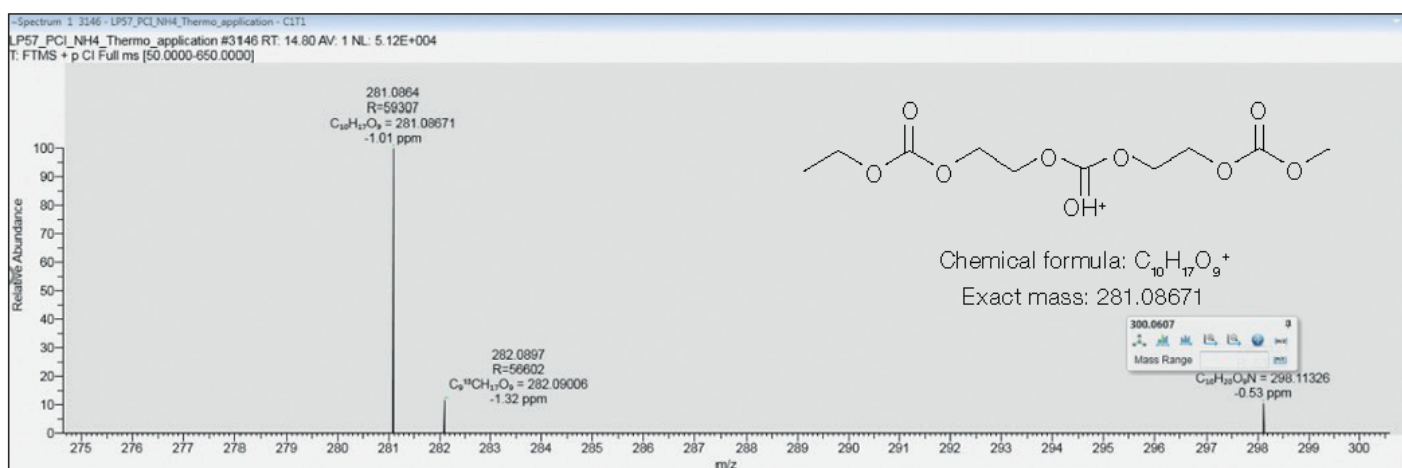 ~Spectrum 1 3146 - LP57_PCI_NH4_Thermo_application - C1T1
LP57_PCI_NH4_Thermo_application #3146 RT: 14.80 AV: 1 NL: 5.12E+004
T: FTMS + p CI Full ms [50.0000-650.0000]
281.0864
R=59307
C₁₀H₁₇O₉ = 281.08671
-1.01 ppm
O
O
O
O
O
O
O
O
OH⁺
Chemical formula: C₁₀H₁₇O₉⁺
Exact mass: 281.08671
300.0607
Mass Range
282.0897
R=56602
C₉¹³CH₁₇O₉ = 282.09006
-1.32 ppm
C₁₀H₂₀O₉N = 298.11326
-0.53 ppm
Relative Abundance
100
90
80
70
60
50
40
30
20
10
0
275 276 277 278 279 280 281 282 283 284 285 286 287 288 289 290 291 292 293 294 295 296 297 298 299 300
m/z